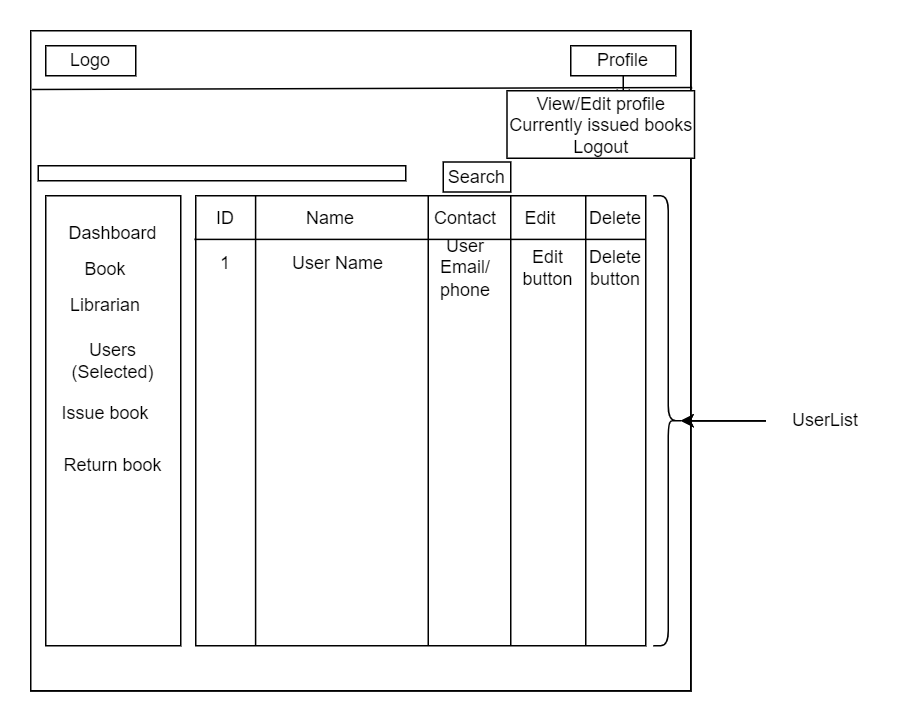 Logo
Profile
View/Edit profile
Currently issued books
Logout
Search
Dashboard
Book
Librarian
Users
(Selected)
Issue book
Return book
ID Name Contact Edit Delete
1 User Name User Email/ phone Edit button Delete button
UserList